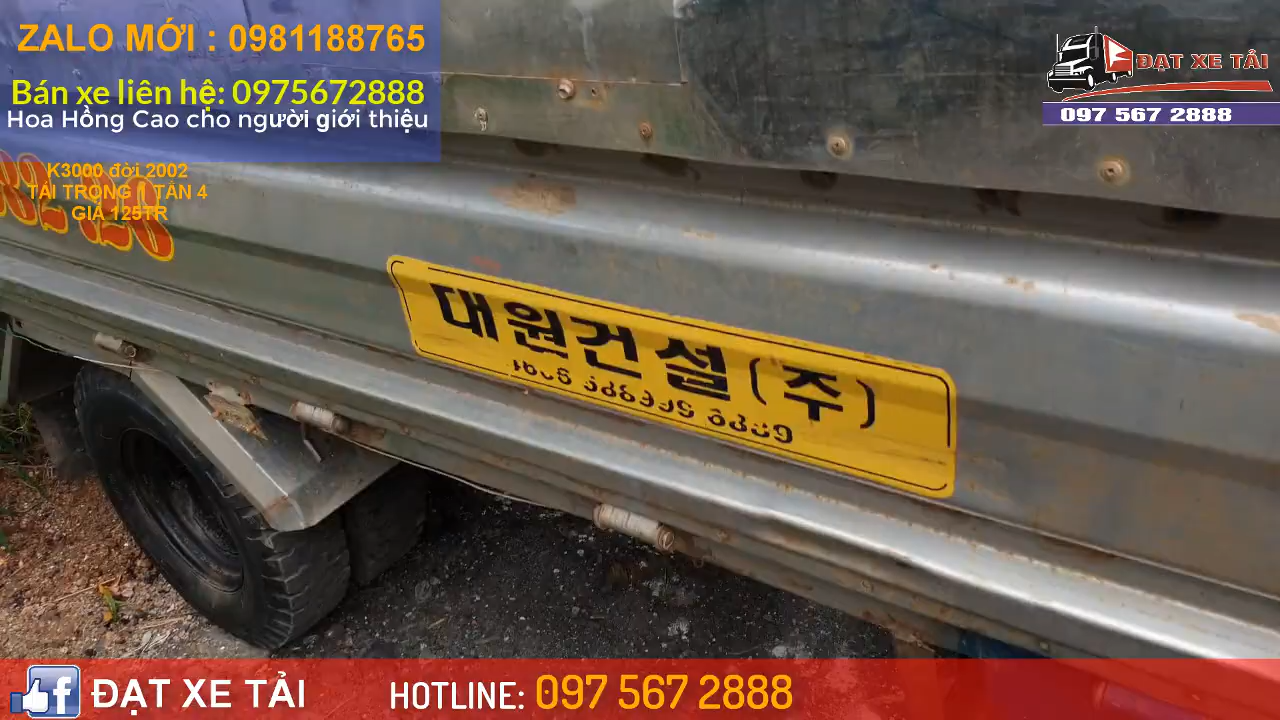 ZALO MỚI : 0981188765
Bán xe liên hệ: 0975672888
Hoa Hồng Cao cho người giới thiệu
ĐẠT XE TẢI
097 567 2888
K3000 đời 2002
TẢI TRỌNG 1 TẤN 4
GIÁ 125TR
대원건설(주)
ĐẠT XE TẢI
HOTLINE: 097 567 2888